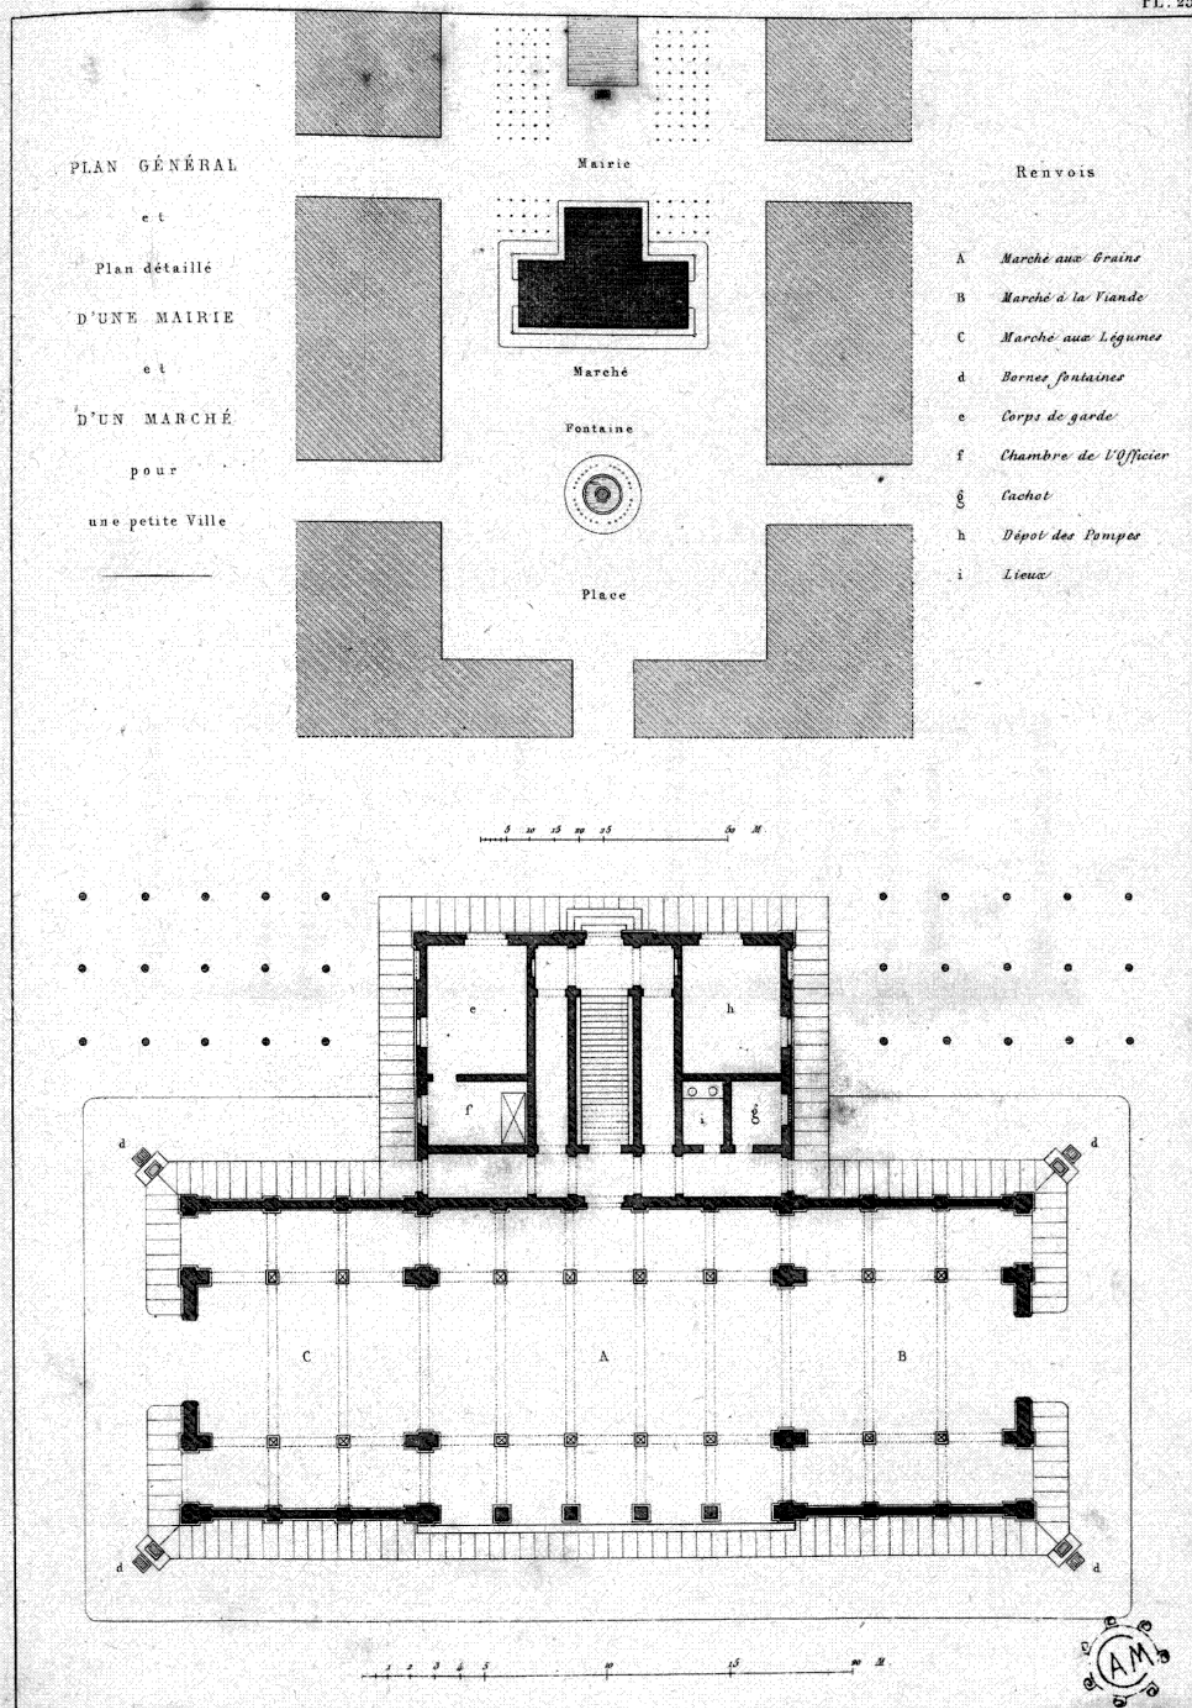 PL. 25
PLAN GÉNÉRAL
et
Plan détaillé
D'UNE MAIRIE
et
D'UN MARCHÉ
pour
une petite Ville
Mairie
Marché
Fontaine
Place
Renvois
A Marché aux Grains
B Marché à la Viande
C Marché aux Légumes
d Bornes fontaines
e Corps de garde
f Chambre de l'Officier
g Cachot
h Dépot des Pompes
i Lieux
5 10 15 20 25 50 M.
e h
f i g
d d
C A B
d d
1 2 3 4 5 10 15 20 M.
AM